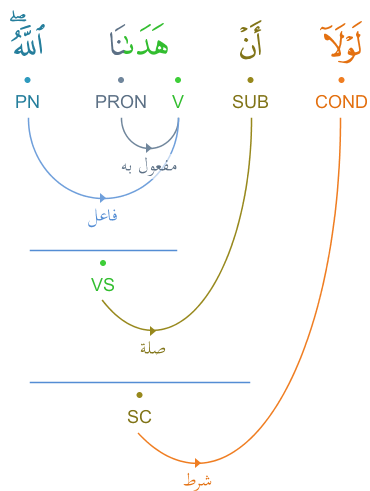 لَوْلَآ أَنْ هَدَىٰنَا ٱللَّهُ ۖ
COND SUB V PRON PN
مفعول به
فاعل
VS
صلة
SC
شرط